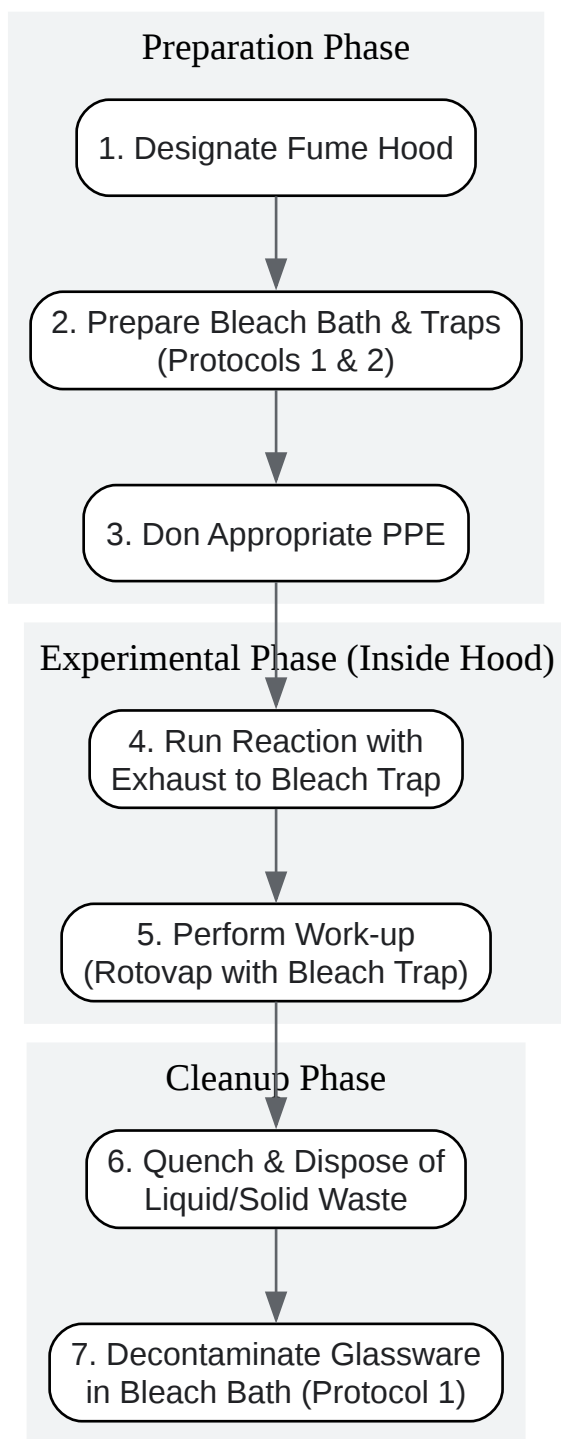 Preparation Phase
1. Designate Fume Hood
2. Prepare Bleach Bath & Traps
(Protocols 1 & 2)
3. Don Appropriate PPE
Experimental Phase (Inside Hood)
4. Run Reaction with
Exhaust to Bleach Trap
5. Perform Work-up
(Rotovap with Bleach Trap)
Cleanup Phase
6. Quench & Dispose of
Liquid/Solid Waste
7. Decontaminate Glassware
in Bleach Bath (Protocol 1)